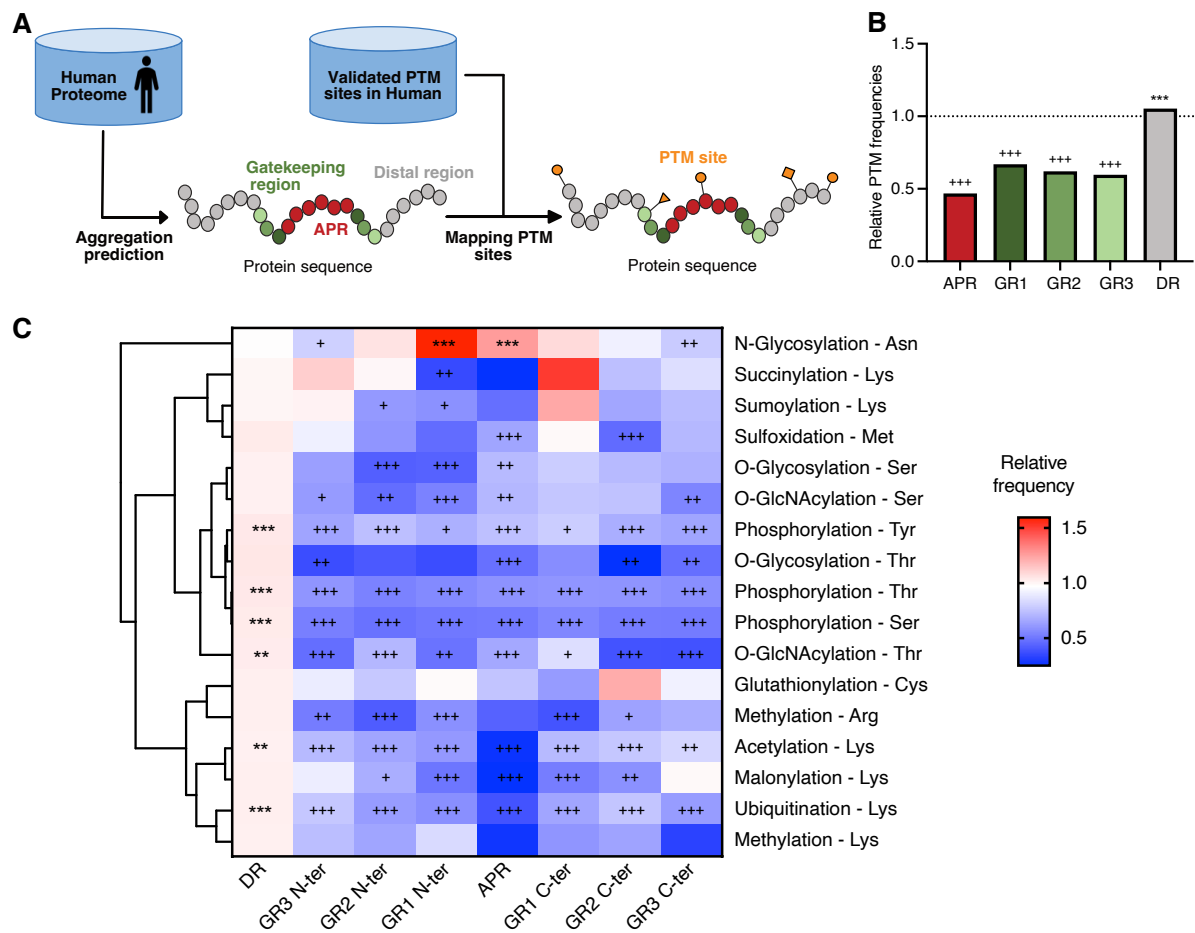 A
Human
Proteome
Validated PTM
sites in Human
Gatekeeping
region
Distal region
APR
PTM site
Aggregation
prediction
Protein sequence
Mapping PTM
sites
Protein sequence
B
Relative PTM frequencies
1.5
1.0
0.5
0.0
+++
+++
+++
+++
***
APR
GR1
GR2
GR3
DR
C
+ *** *** ++ N-Glycosylation - Asn
++ Succinylation - Lys
+ + Sumoylation - Lys
+++ +++ Sulfoxidation - Met
+++ +++ ++ O-Glycosylation - Ser
+ ++ +++ ++ ++ O-GlcNAcylation - Ser
*** +++ +++ + +++ + +++ +++ Phosphorylation - Tyr
++ +++ ++ ++ O-Glycosylation - Thr
*** +++ +++ +++ +++ +++ +++ +++ Phosphorylation - Thr
*** +++ +++ +++ +++ +++ +++ +++ Phosphorylation - Ser
** +++ +++ ++ +++ + +++ +++ O-GlcNAcylation - Thr
Glutathionylation - Cys
++ +++ +++ +++ + Methylation - Arg
** +++ +++ +++ +++ +++ +++ ++ Acetylation - Lys
+ +++ +++ +++ ++ Malonylation - Lys
*** +++ +++ +++ +++ +++ +++ +++ Ubiquitination - Lys
Methylation - Lys
DR
GR3 N-ter
GR2 N-ter
GR1 N-ter
APR
GR1 C-ter
GR2 C-ter
GR3 C-ter
Relative
frequency
1.5
1.0
0.5